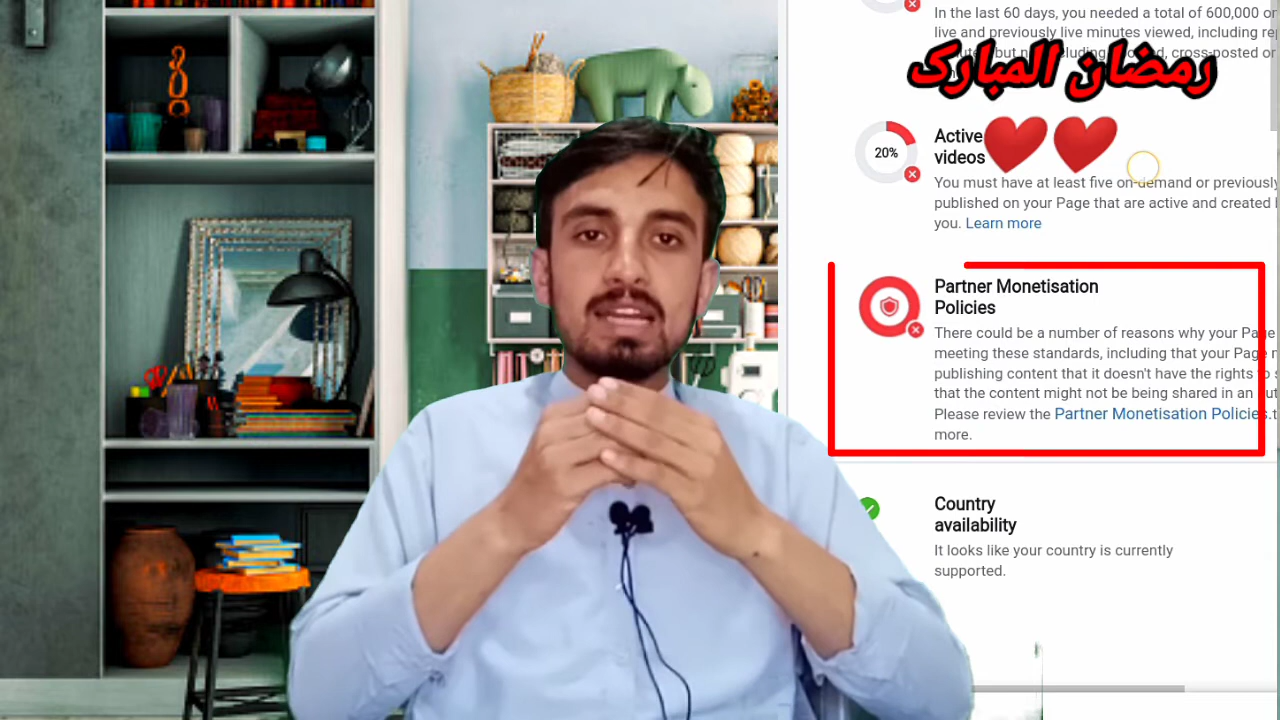 In the last 60 days, you needed a total of 600,000 or
live and previously live minutes viewed, including
but cross-posted or
رمضان المبارک
20%
Active
videos
You must have at least five on-demand or previously
published on your Page that are active and created
you. Learn more
Partner Monetisation
Policies
There could be a number of reasons why your Page
meeting these standards, including that your Page
publishing content that it doesn't have the rights to
that the content might not be being shared in an
Please review the Partner Monetisation Policies.
more.
Country
availability
It looks like your country is currently
supported.